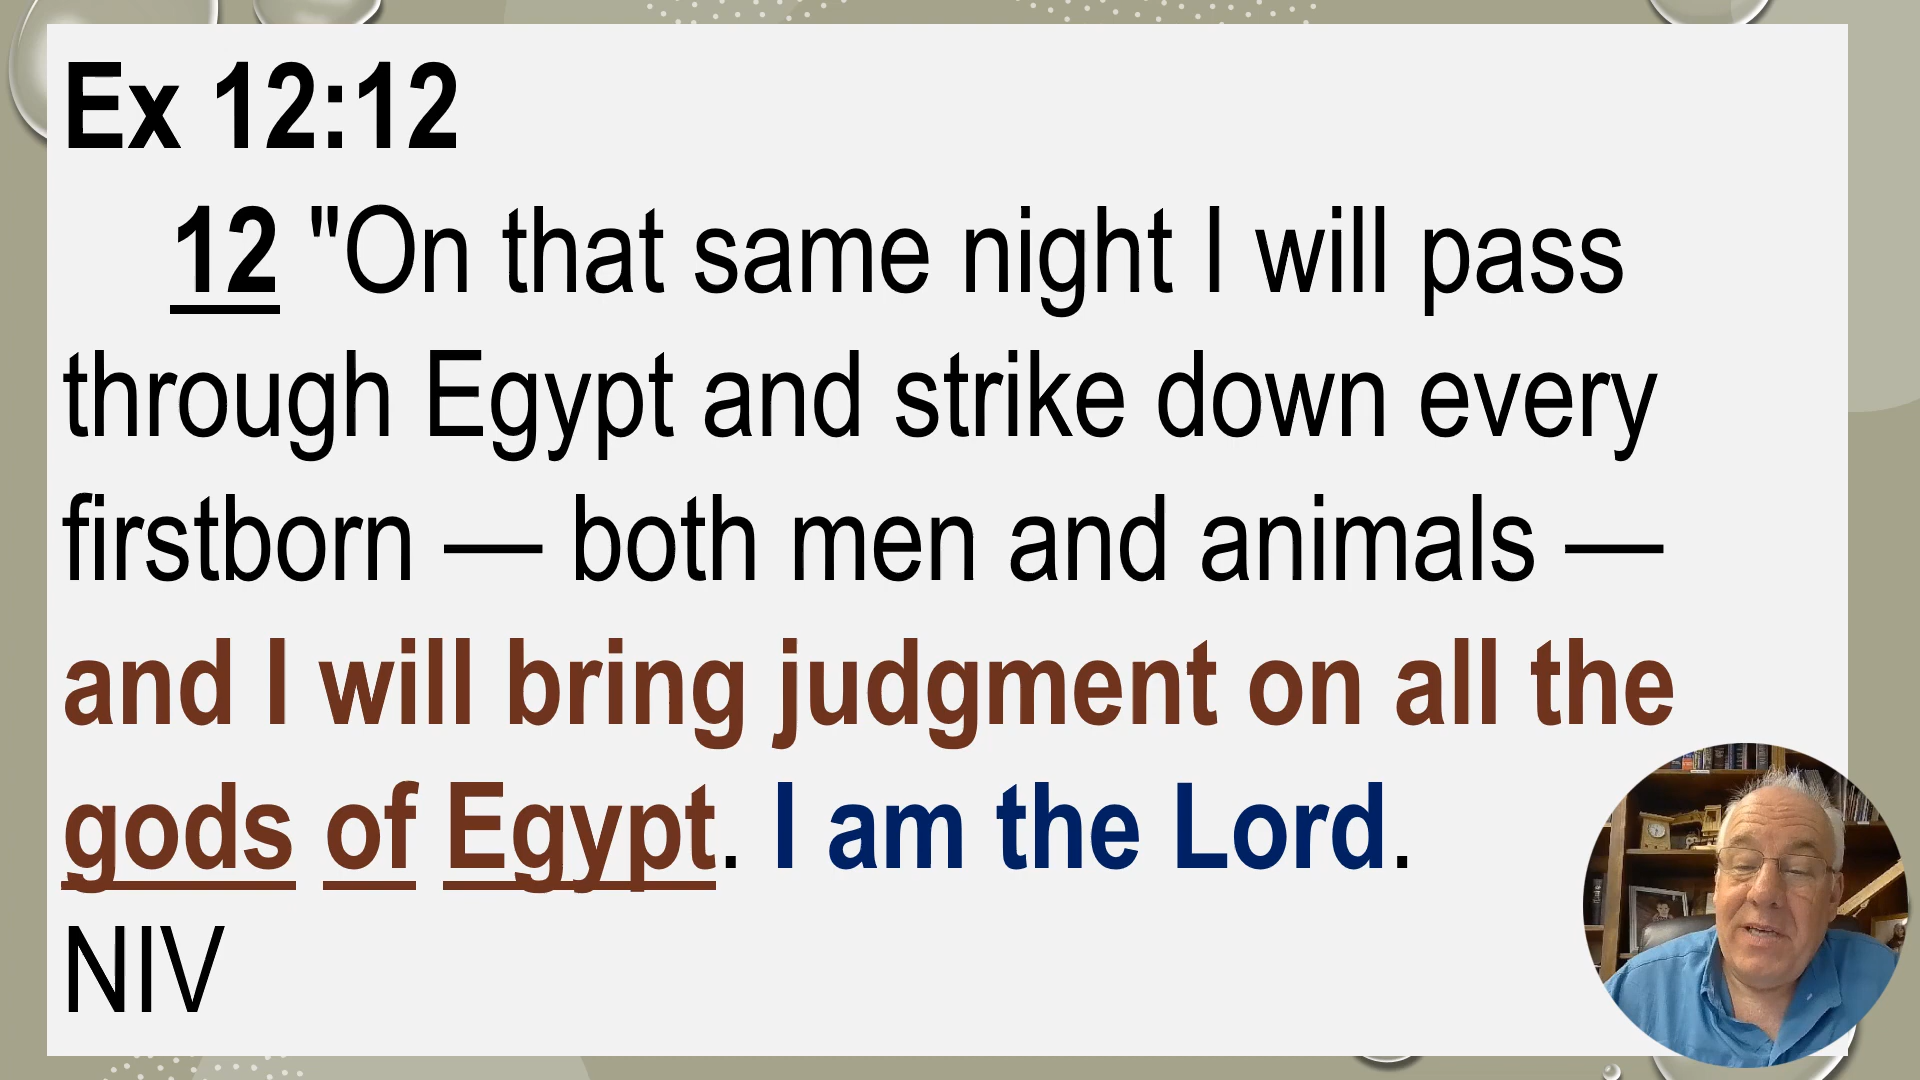 Ex 12:12
12 "On that same night I will pass
through Egypt and strike down every
firstborn — both men and animals —
and I will bring judgment on all the
gods of Egypt. I am the Lord.
NIV